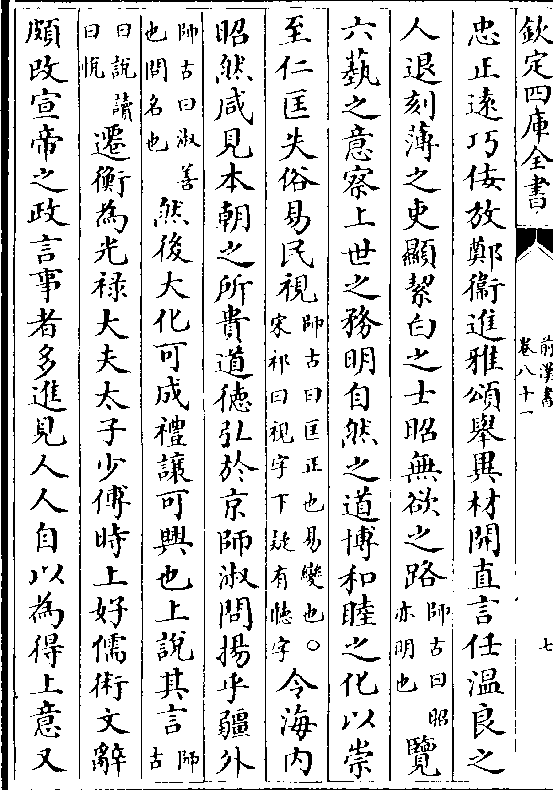 欽定四庫全書
前漢書
卷八十一
七
忠正逺巧佞放鄭衞進雅頌舉異材開直言任温良之
人退刻薄之吏顯絜白之士昭無欲之路師古曰昭亦明也覽
六藝之意察上世之務明自然之道博和睦之化以崇
至仁匡失俗易民視師古曰匡正也易變也○宋祁曰視字下疑有聽字令海内
昭然咸見本朝之所貴道德弘於京師淑問揚乎疆外
師古曰淑善也問名也然後大化可成禮讓可興也上說其言師古
曰說讀曰悅遷衡為光禄大夫太子少傅時上好儒術文辭
頗改宣帝之政言事者多進見人人自以為得上意又